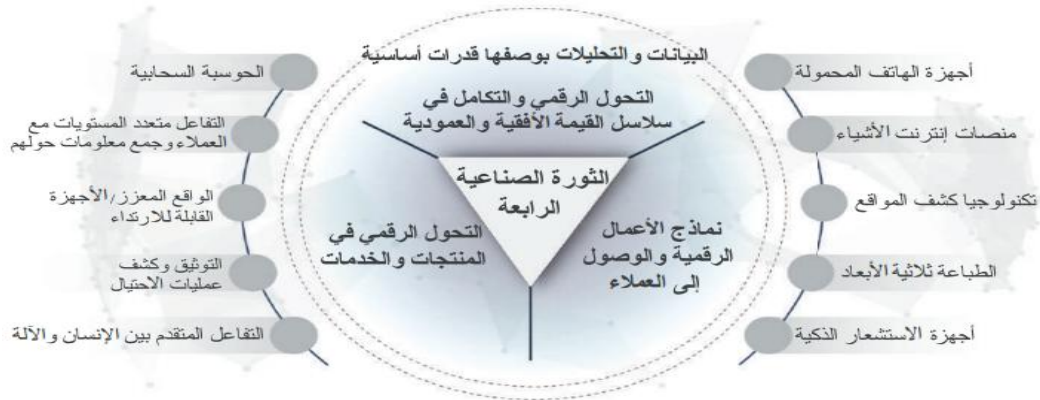 البيانات والتحليلات بوصفها قدرات أساسية
التحول الرقمي والتكامل في
سلاسل القيمة الأفقية والعمودية
الثورة الصناعية
الرابعة
نماذج الأعمال
الرقمية والوصول
إلى العملاء
التحول الرقمي في
المنتجات والخدمات
أجهزة الهاتف المحمولة
منصات إنترنت الأشياء
تكنولوجيا كشف المواقع
الطباعة ثلاثية الأبعاد
أجهزة الاستشعار الذكية
الحوسبة السحابية
التفاعل متعدد المستويات مع
العملاء وجمع معلومات حولهم
الواقع المعزز/الأجهزة
القابلة للارتداء
التوثيق وكشف
عمليات الاحتيال
التفاعل المتقدم بين الإنسان والآلة